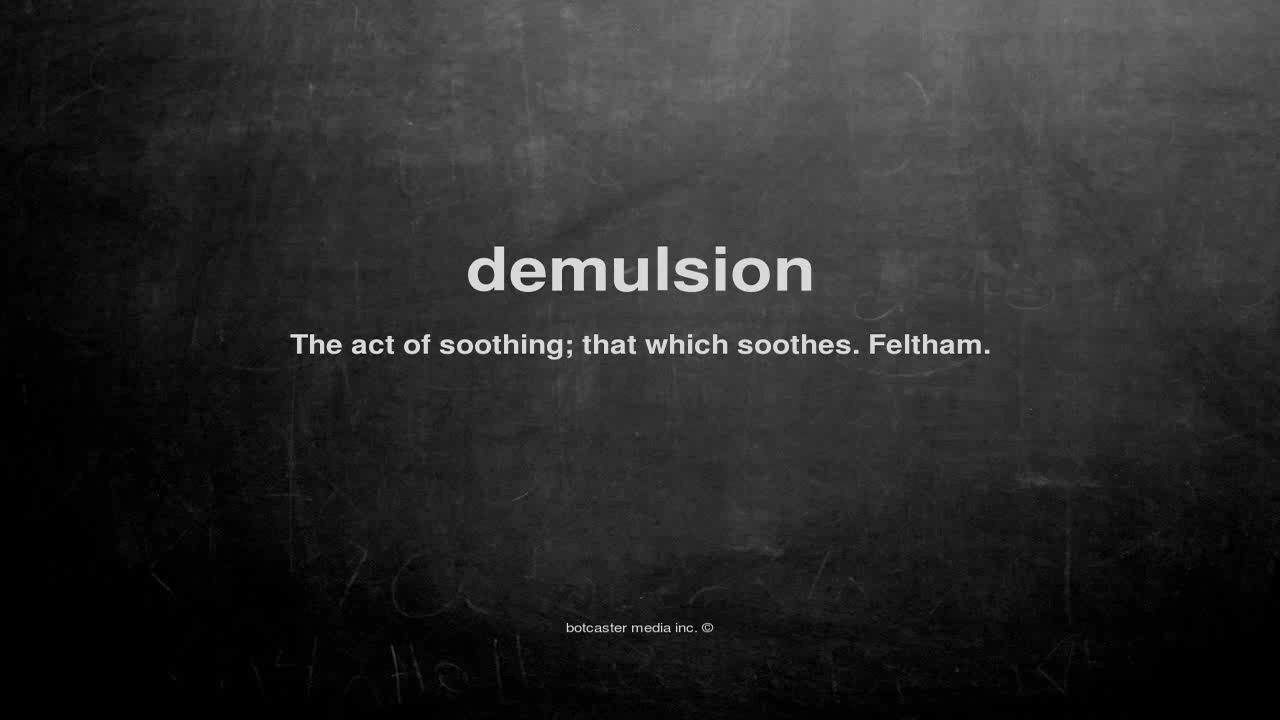 demulsion
The act of soothing; that which soothes. Feltham.
botcaster media inc. ©